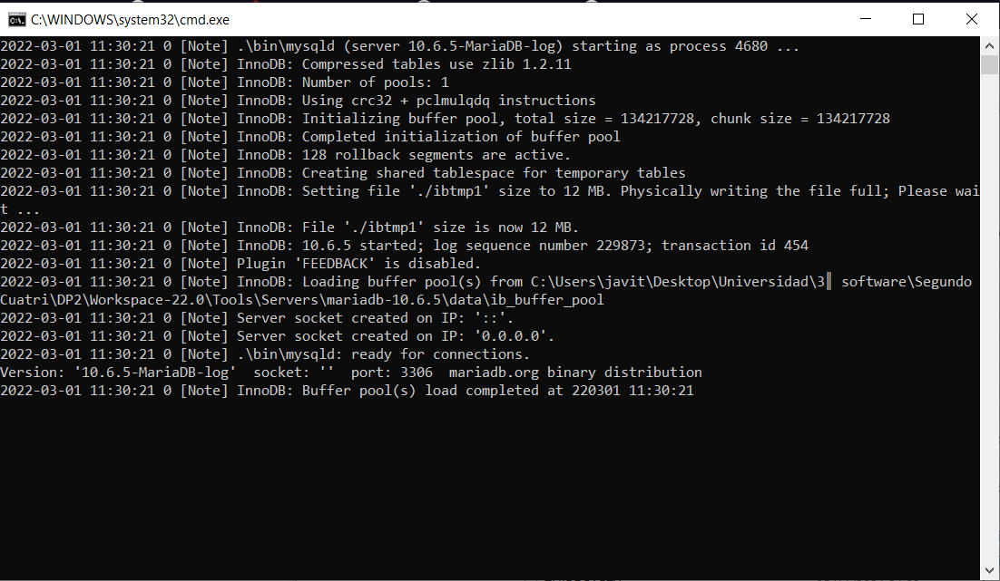 C:\WINDOWS\system32\cmd.exe
2022-03-01 11:30:21 0 [Note] .\bin\mysqld (server 10.6.5-MariaDB-log) starting as process 4680 ...
2022-03-01 11:30:21 0 [Note] InnoDB: Compressed tables use zlib 1.2.11
2022-03-01 11:30:21 0 [Note] InnoDB: Number of pools: 1
2022-03-01 11:30:21 0 [Note] InnoDB: Using crc32 + pclmulqdq instructions
2022-03-01 11:30:21 0 [Note] InnoDB: Initializing buffer pool, total size = 134217728, chunk size = 134217728
2022-03-01 11:30:21 0 [Note] InnoDB: Completed initialization of buffer pool
2022-03-01 11:30:21 0 [Note] InnoDB: 128 rollback segments are active.
2022-03-01 11:30:21 0 [Note] InnoDB: Creating shared tablespace for temporary tables
2022-03-01 11:30:21 0 [Note] InnoDB: Setting file './ibtmp1' size to 12 MB. Physically writing the file full; Please wai
t ...
2022-03-01 11:30:21 0 [Note] InnoDB: File './ibtmp1' size is now 12 MB.
2022-03-01 11:30:21 0 [Note] InnoDB: 10.6.5 started; log sequence number 229873; transaction id 454
2022-03-01 11:30:21 0 [Note] Plugin 'FEEDBACK' is disabled.
2022-03-01 11:30:21 0 [Note] InnoDB: Loading buffer pool(s) from C:\Users\javit\Desktop\Universidad\3║ software\Segundo
Cuatri\DP2\Workspace-22.0\Tools\Servers\mariadb-10.6.5\data\ib_buffer_pool
2022-03-01 11:30:21 0 [Note] Server socket created on IP: '::'.
2022-03-01 11:30:21 0 [Note] Server socket created on IP: '0.0.0.0'.
2022-03-01 11:30:21 0 [Note] .\bin\mysqld: ready for connections.
Version: '10.6.5-MariaDB-log'  socket: ''  port: 3306  mariadb.org binary distribution
2022-03-01 11:30:21 0 [Note] InnoDB: Buffer pool(s) load completed at 220301 11:30:21